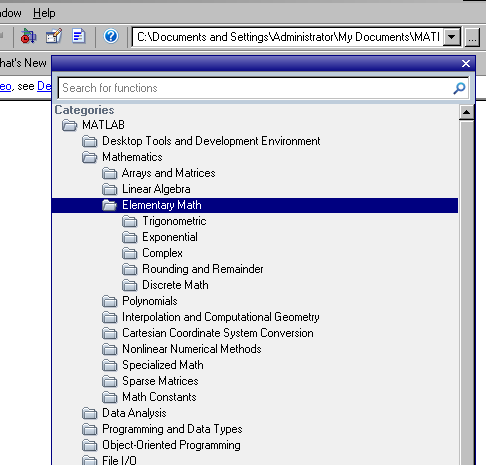 ndow Help
C:\Documents and Settings\Administrator\My Documents\MATl
...
hat's New
eo, see De
Search for functions
Categories
MATLAB
Desktop Tools and Development Environment
Mathematics
Arrays and Matrices
Linear Algebra
Elementary Math
Trigonometric
Exponential
Complex
Rounding and Remainder
Discrete Math
Polynomials
Interpolation and Computational Geometry
Cartesian Coordinate System Conversion
Nonlinear Numerical Methods
Specialized Math
Sparse Matrices
Math Constants
Data Analysis
Programming and Data Types
Object-Oriented Programming
File I/O